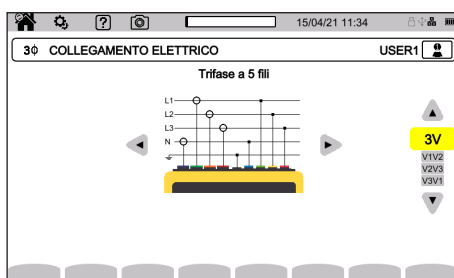 ? 15/04/21 11:34
3φ COLLEGAMENTO ELETTRICO USER1
Trifase a 5 fili
L1
L2
L3
N
3V
V1V2
V2V3
V3V1